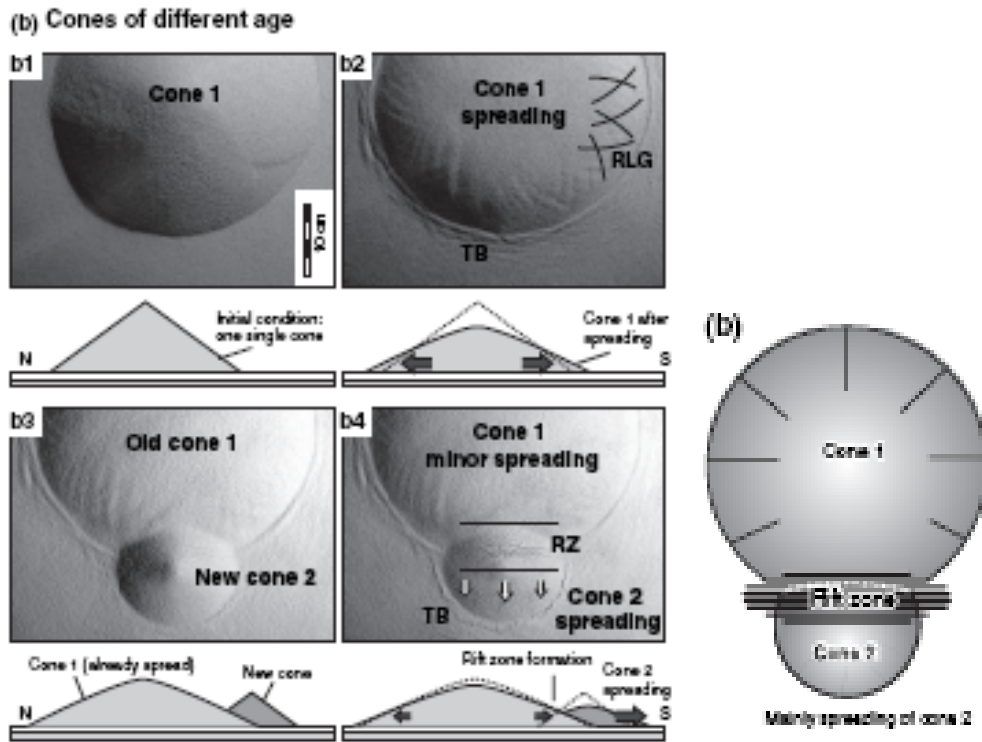 (b) Cones of different age
b1
Cone 1
10 cm
b2
Cone 1
spreading
RLG
TB
N
Initial condition:
one single cone
Cone 1 after
spreading
S
b3
Old cone 1
New cone 2
b4
Cone 1
minor spreading
RZ
TB
Cone 2
spreading
N
Cone 1 (already spread)
New cone
Rift zone formation
Cone 2
spreading
S
(b)
Cone 1
Rift zone
Cone 2
Mainly spreading of cone 2